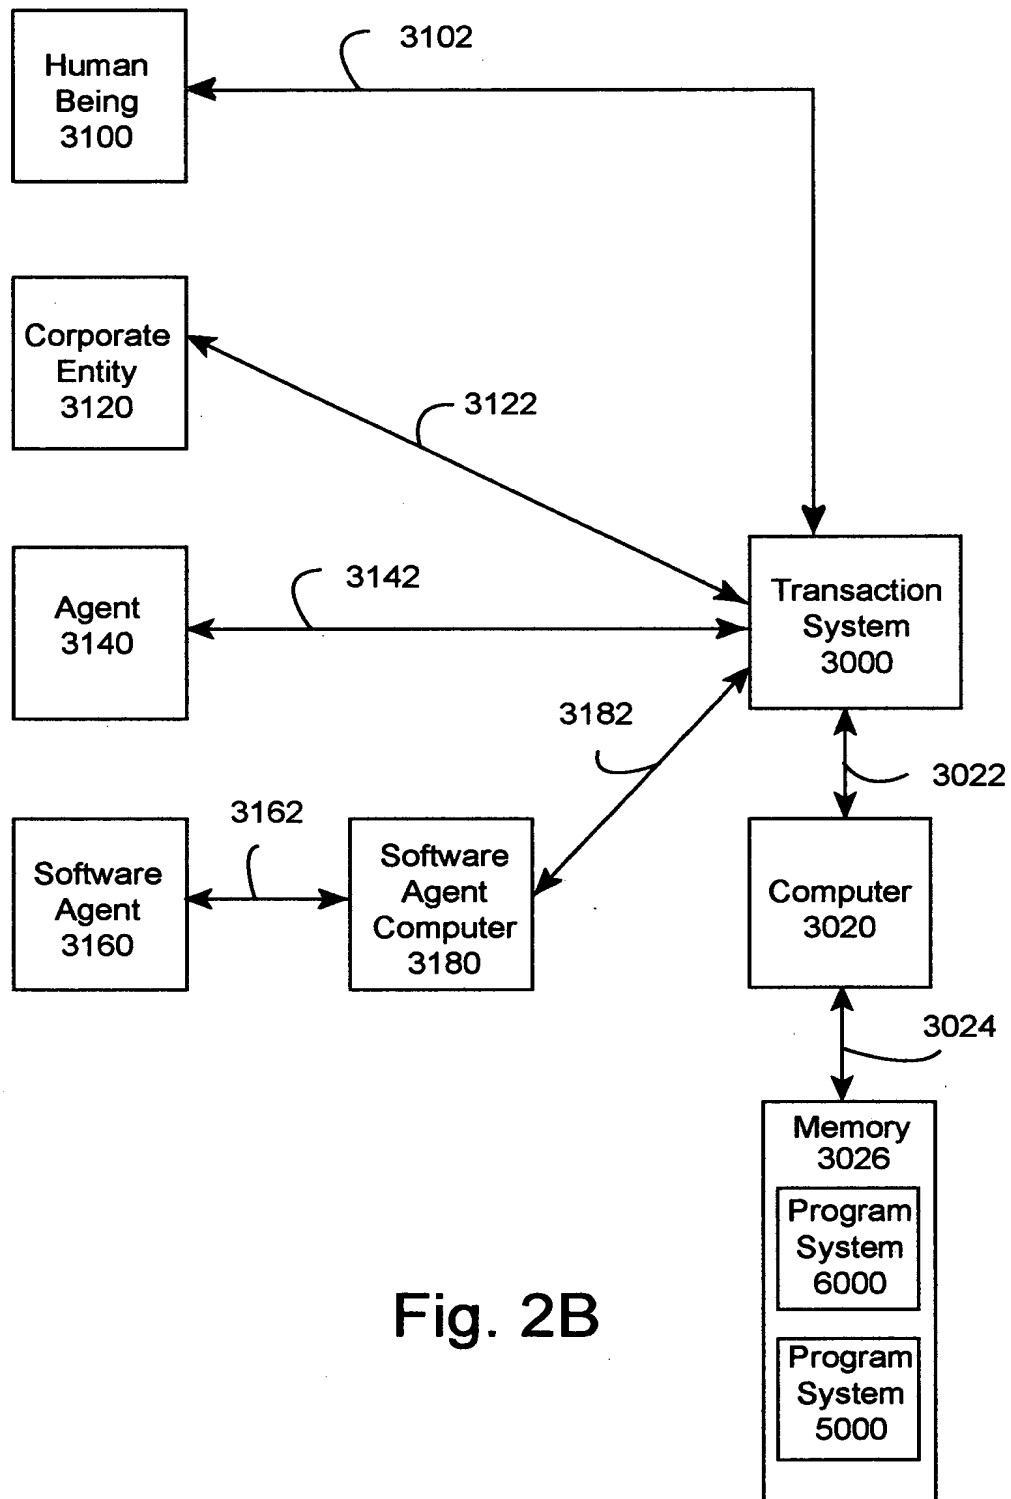 3102
Human
Being
3100
Corporate
Entity
3120
3122
Agent
3140
3142
Transaction
System
3000
3182
3022
3162
Software
Agent
3160
Software
Agent
Computer
3180
Computer
3020
3024
Memory
3026
Program
System
6000
Program
System
5000
Fig. 2B